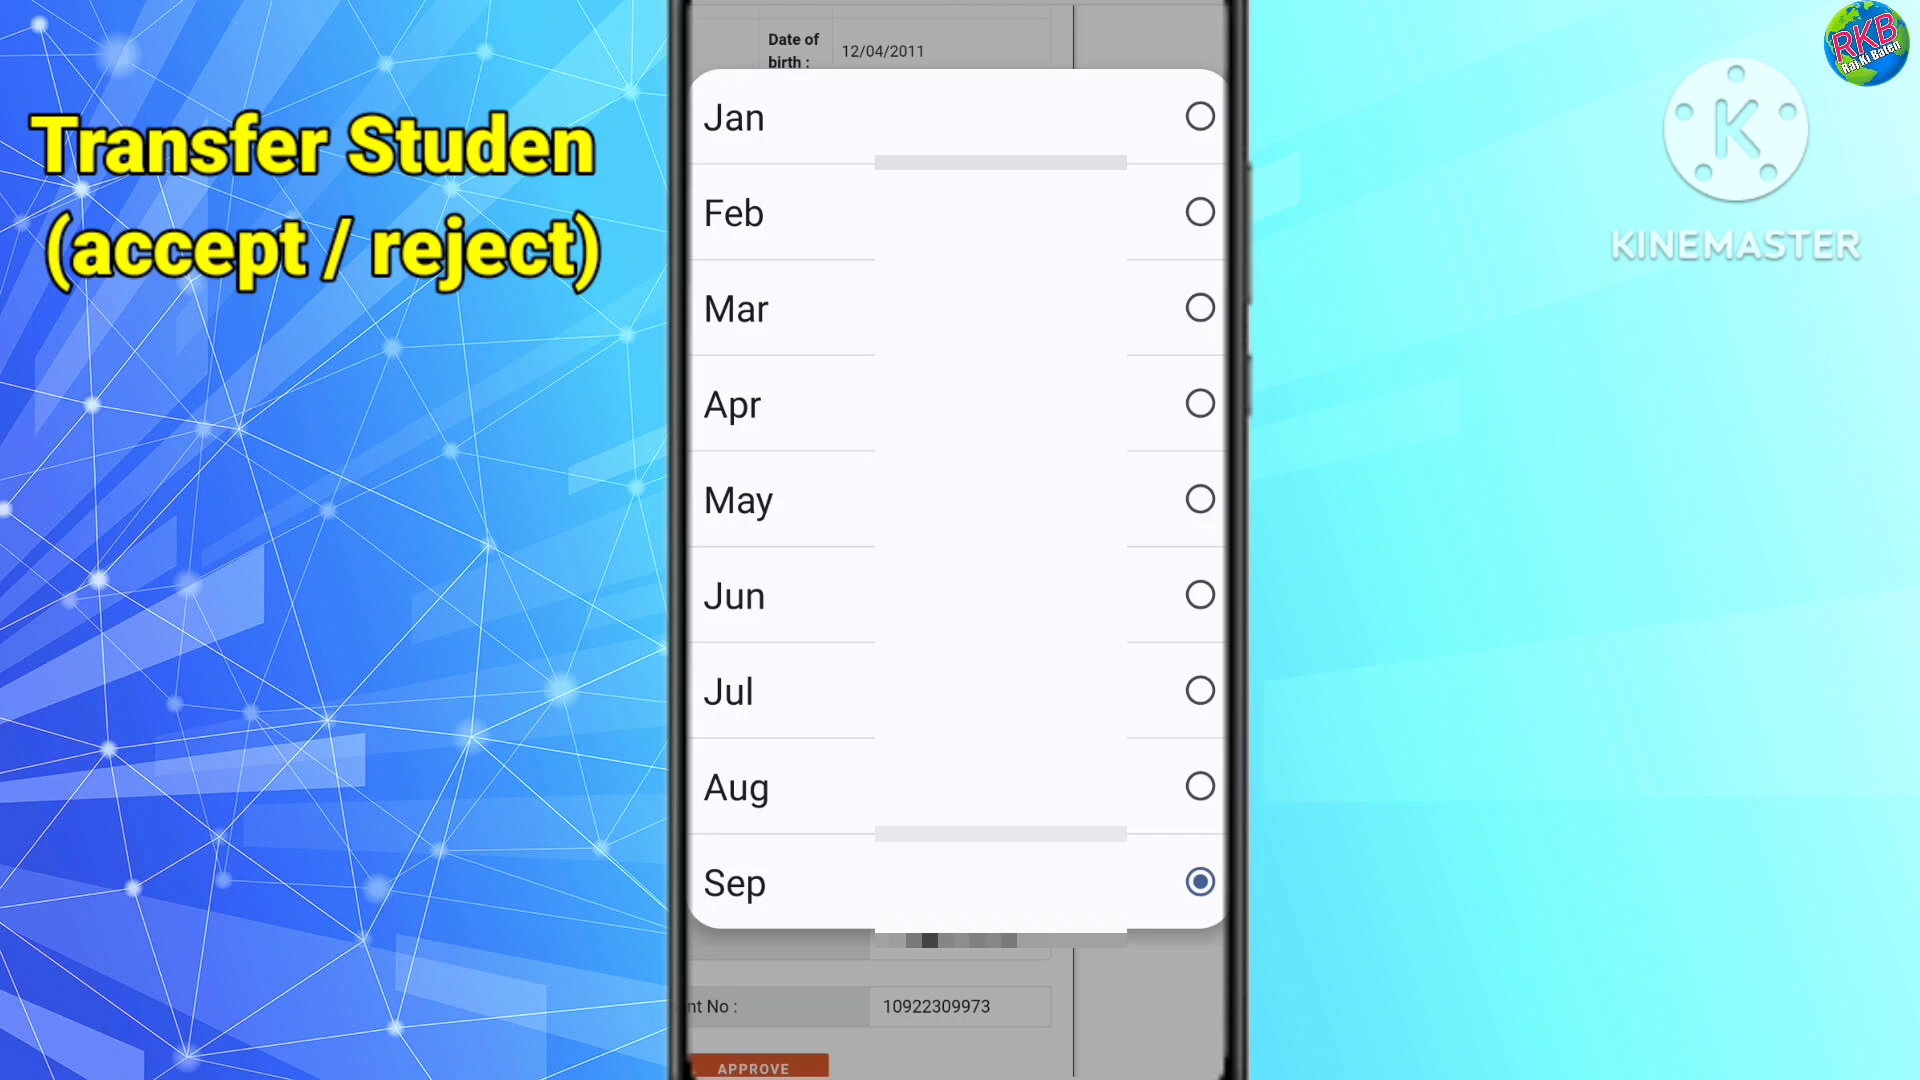 Transfer Studen
(accept / reject)
Date of
birth :
12/04/2011
Jan
Feb
Mar
Apr
May
Jun
Jul
Aug
Sep
nt No :
10922309973
APPROVE
RKB
Raj Ki Baten
K
KINEMASTER